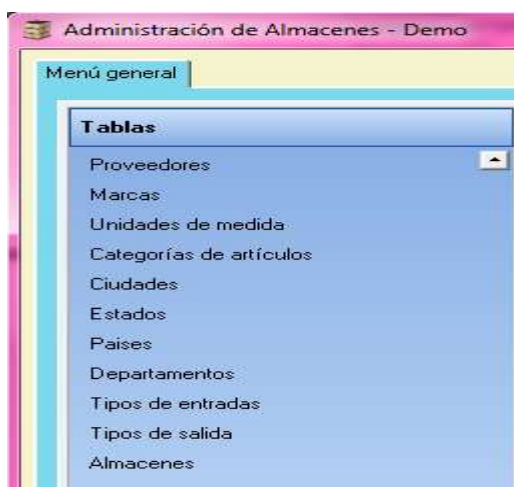 Administración de Almacenes - Demo
Menú general
Tablas
Proveedores
Marcas
Unidades de medida
Categorías de artículos
Ciudades
Estados
Paises
Departamentos
Tipos de entradas
Tipos de salida
Almacenes